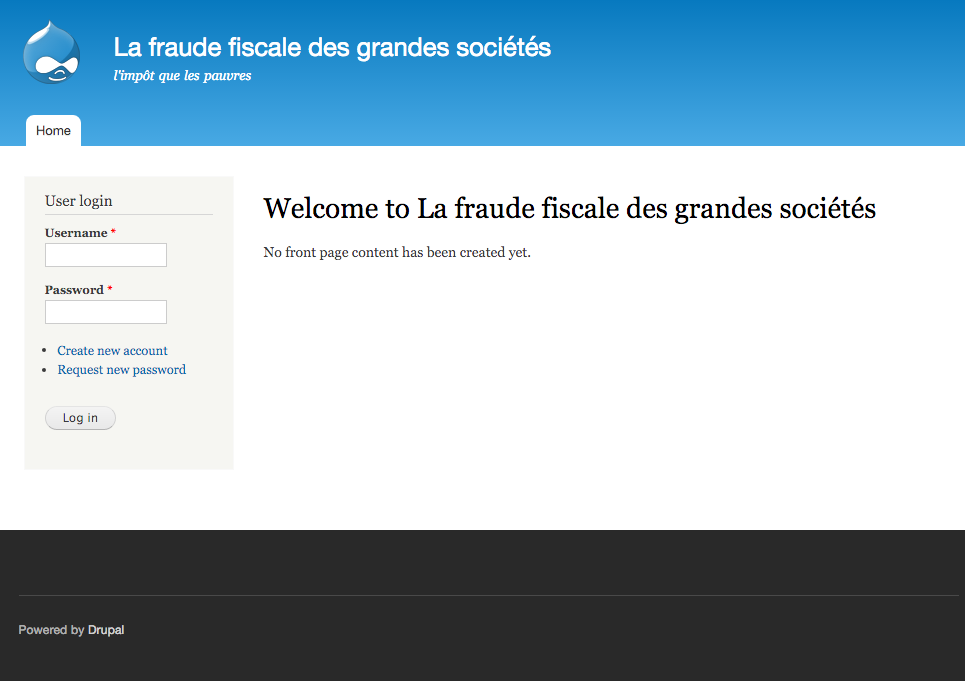 La fraude fiscale des grandes sociétés
l'impôt que les pauvres
Home
User login
Username *
Password *
Create new account
Request new password
Log in
Welcome to La fraude fiscale des grandes sociétés
No front page content has been created yet.
Powered by Drupal